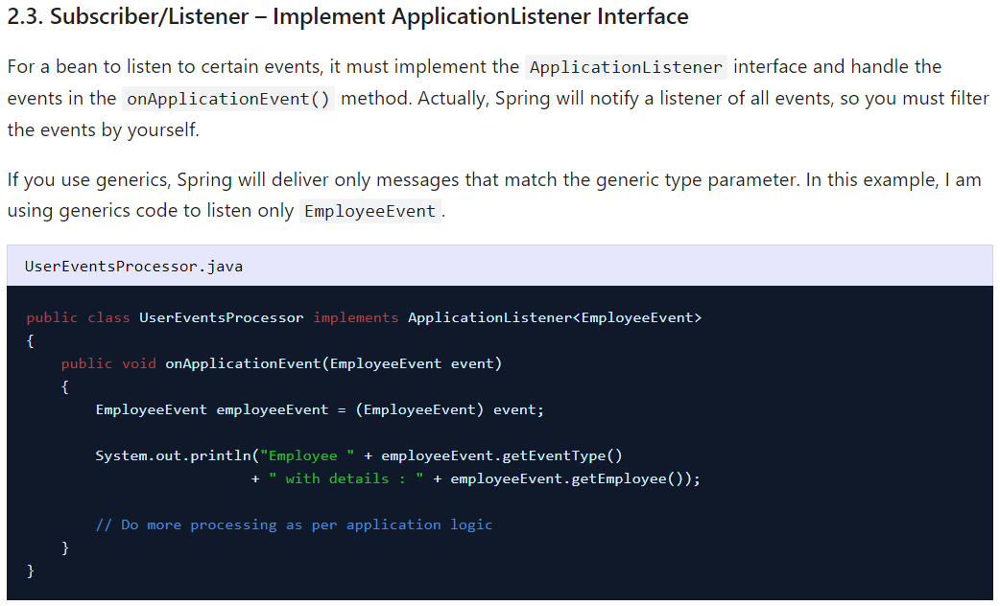 2.3. Subscriber/Listener – Implement ApplicationListener Interface
For a bean to listen to certain events, it must implement the ApplicationListener interface and handle the
events in the onApplicationEvent() method. Actually, Spring will notify a listener of all events, so you must filter
the events by yourself.
If you use generics, Spring will deliver only messages that match the generic type parameter. In this example, I am
using generics code to listen only EmployeeEvent.
UserEventsProcessor.java
public class UserEventsProcessor implements ApplicationListener<EmployeeEvent>
{
    public void onApplicationEvent(EmployeeEvent event)
    {
        EmployeeEvent employeeEvent = (EmployeeEvent) event;
        System.out.println("Employee " + employeeEvent.getEventType()
                          + " with details : " + employeeEvent.getEmployee());
        // Do more processing as per application logic
    }
}